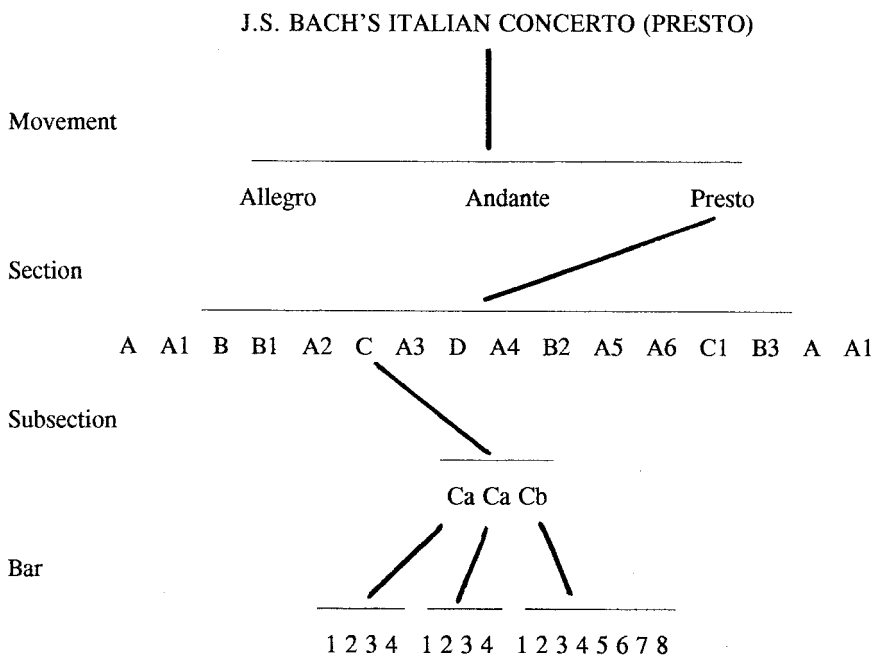 J.S. BACH'S ITALIAN CONCERTO (PRESTO)
Movement
Allegro Andante Presto
Section
A A1 B B1 A2 C A3 D A4 B2 A5 A6 C1 B3 A A1
Subsection
Ca Ca Cb
Bar
1 2 3 4 1 2 3 4 1 2 3 4 5 6 7 8